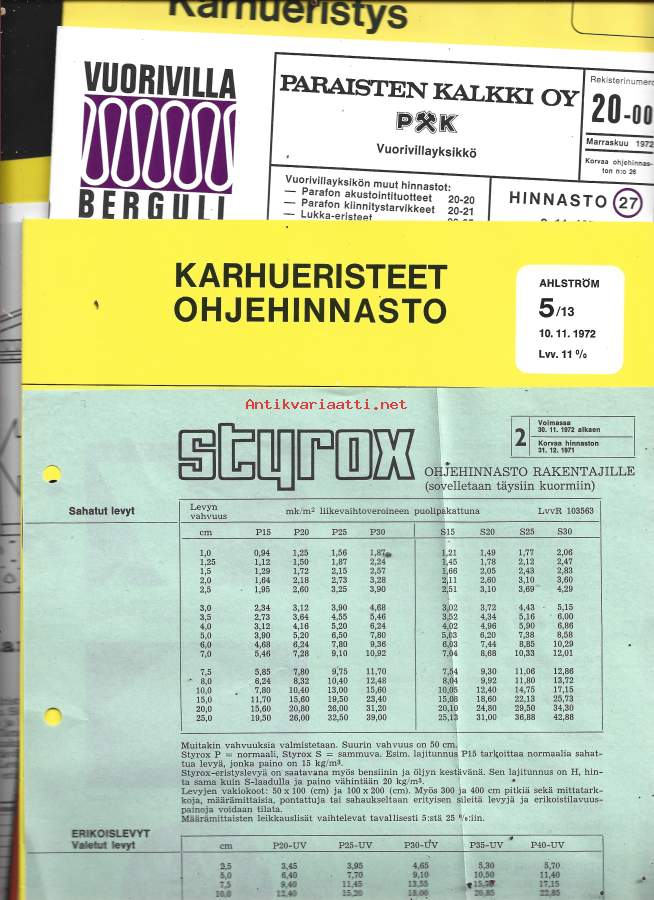 Karhueristys
VUORIVILLA
BERGULL
PARAISTEN KALKKI OY
P K
Vuorivillayksikkö
Rekisterinumero
20-00
Marraskuu 1972
Korvaa ohjehinnas-
ton n:o 26
Vuorivillayksikön muut hinnastot:
— Parafon akustointituotteet 20-20
— Parafon kiinnitystarvikkeet 20-21
— Lukka-eristeet
HINNASTO 27
KARHUERISTEET
OHJEHINNASTO
AHLSTRÖM
5/13
10. 11. 1972
Lvv. 11 %
Antikvariaatti.net
styrox
2
Voimassa
30. 11. 1972 alkaen
Korvaa hinnaston
31. 12. 1971
OHJEHINNASTO RAKENTAJILLE
(sovelletaan täysiin kuormiin)
Sahatut levyt
Levyn
vahvuus mk/m² liikevaihtoveroineen puolipakattuna LvvR 103563
cm P15 P20 P25 P30 S15 S20 S25 S30
1,0 0,94 1,25 1,56 1,87 1,21 1,49 1,77 2,06
1,25 1,12 1,50 1,87 2,24 1,45 1,78 2,12 2,47
1,5 1,29 1,72 2,15 2,57 1,66 2,05 2,43 2,83
2,0 1,64 2,18 2,73 3,28 2,11 2,60 3,10 3,60
2,5 1,95 2,60 3,25 3,90 2,51 3,10 3,69 4,29
3,0 2,34 3,12 3,90 4,68 3,02 3,72 4,43 5,15
3,5 2,73 3,64 4,55 5,46 3,52 4,34 5,16 6,00
4,0 3,12 4,16 5,20 6,24 4,02 4,96 5,90 6,86
5,0 3,90 5,20 6,50 7,80 5,03 6,20 7,38 8,58
6,0 4,68 6,24 7,80 9,36 6,03 7,44 8,85 10,29
7,0 5,46 7,28 9,10 10,92 7,04 8,68 10,33 12,01
7,5 5,85 7,80 9,75 11,70 7,54 9,30 11,06 12,86
8,0 6,24 8,32 10,40 12,48 8,04 9,92 11,80 13,72
10,0 7,80 10,40 13,00 15,60 10,05 12,40 14,75 17,15
15,0 11,70 15,60 19,50 23,40 15,08 18,60 22,13 25,73
20,0 15,60 20,80 26,00 31,20 20,10 24,80 29,50 34,30
25,0 19,50 26,00 32,50 39,00 25,13 31,00 36,88 42,88
Muitakin vahvuuksia valmistetaan. Suurin vahvuus on 50 cm.
Styrox P = normaali, Styrox S = sammuva. Esim. lajitunnus P15 tarkoittaa normaalia sahat-
tua levyä, jonka paino on 15 kg/m³.
Styrox-eristyslevyä on saatavana myös bensiinin ja öljyn kestävänä. Sen lajitunnus on H, hin-
ta sama kuin S-laadulla ja paino vähintään 20 kg/m³.
Levyjen vakiokoot: 50 x 100 (cm) ja 100 x 200 (cm). Myös 300 ja 400 cm pitkiä sekä mittatark-
koja, määrämittaisia, pontattuja tai sahaukseltaan erityisen sileitä levyjä ja erikoistilavuus-
painoja voidaan tilata.
Määrämittaisten leikkauslisät vaihtelevat tavallisesti 5:stä 25 %:iin.
ERIKOISLEVYT
Valetut levyt
cm P20-UV P25-UV P30-UV P35-UV P40-UV
2,5 3,45 3,95 4,65 5,30 5,70
5,0 6,40 7,70 9,10 10,50 11,40
7,5 9,40 11,45 13,55 17,15
10,0 12,40 15,20 18,00 20,85 22,85